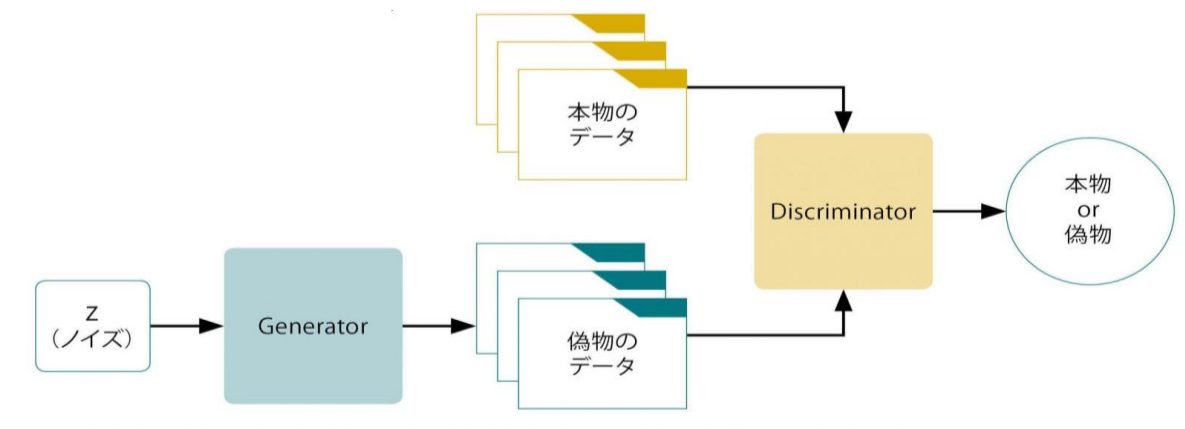 本物の
データ
Discriminator
本物
or
偽物
z
（ノイズ）
Generator
偽物の
データ